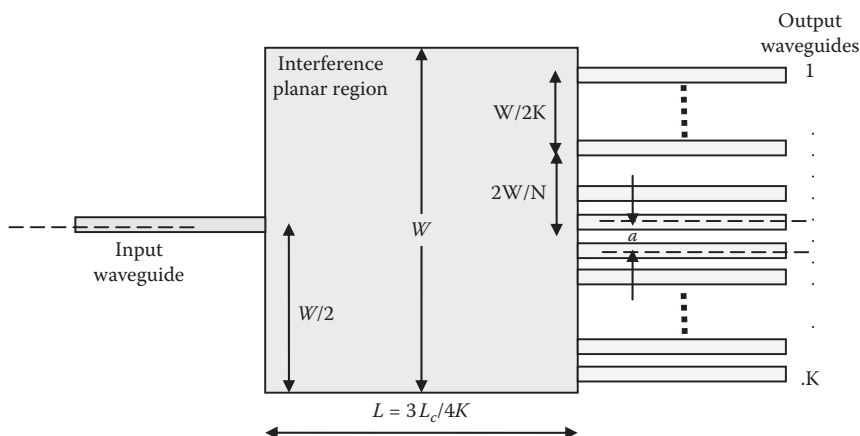 Output
waveguides
1
Interference
planar region
W/2K
2W/N
W
a
Input
waveguide
W/2
.K
L = 3L_c/4K